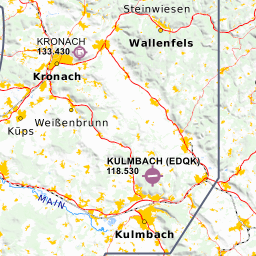 Steinwiesen
KRONACH
133.430
Wallenfels
Kronach
Weißenbrunn
Küps
KULMBACH (EDQK)
118.530
MAIN
Kulmbach